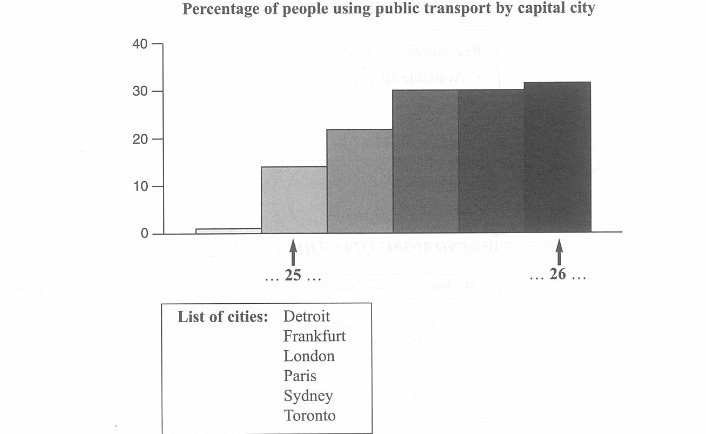 Percentage of people using public transport by capital city
40
30
20
10
0
... 25 ...
... 26 ...
List of cities: Detroit
Frankfurt
London
Paris
Sydney
Toronto